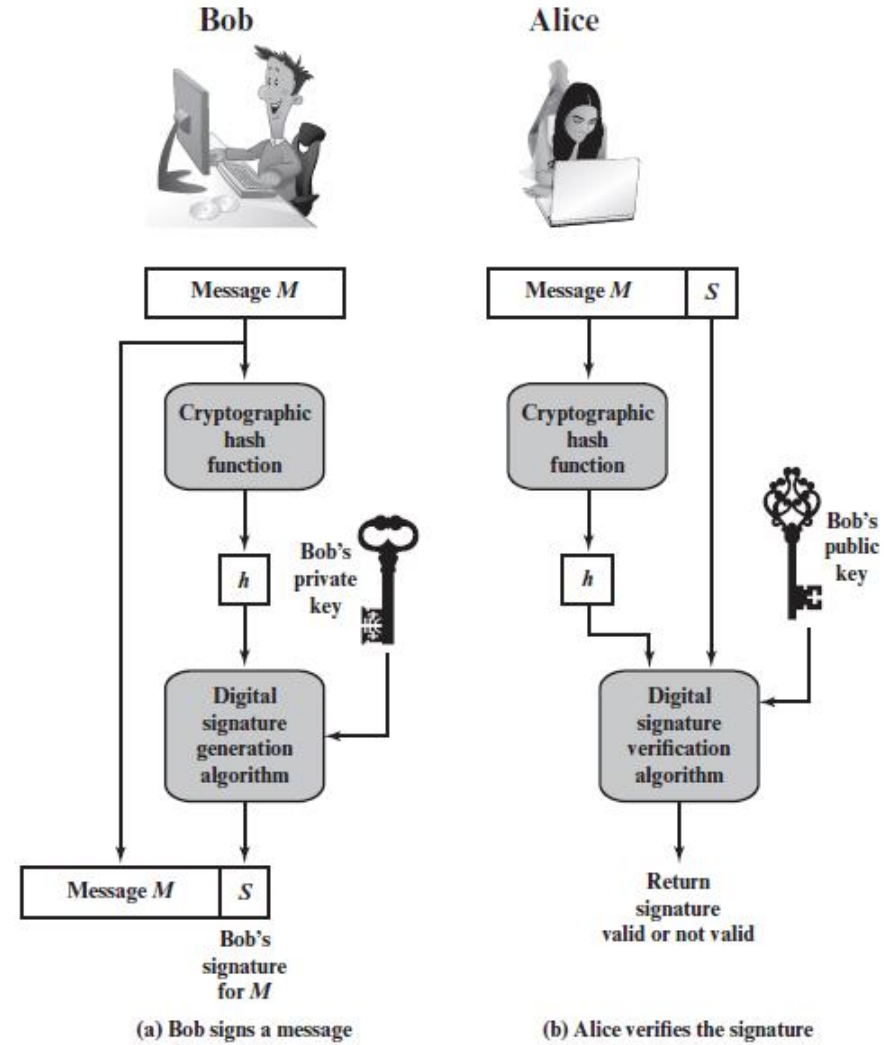 Bob
Message M
Cryptographic
hash
function
h
Bob's
private
key
Digital
signature
generation
algorithm
Message M
S
Bob's
signature
for M
(a) Bob signs a message
Alice
Message M
S
Cryptographic
hash
function
h
Bob's
public
key
Digital
signature
verification
algorithm
Return
signature
valid or not valid
(b) Alice verifies the signature